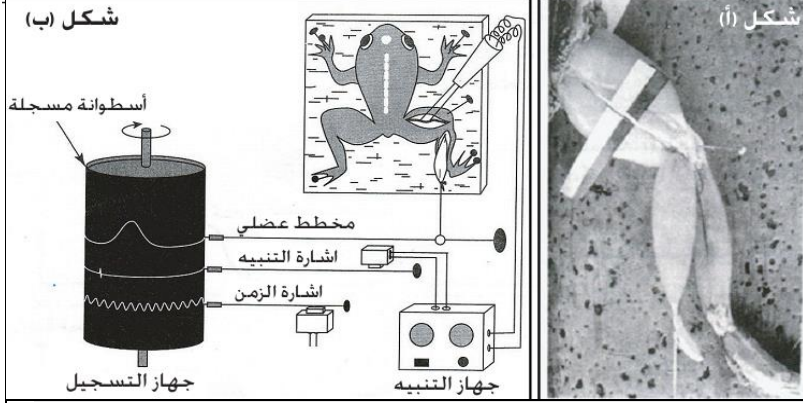 شكل (أ)
شكل (ب)
أسطوانة مسجلة
مخطط عضلي
اشارة التنبيه
اشارة الزمن
جهاز التنبيه
جهاز التسجيل